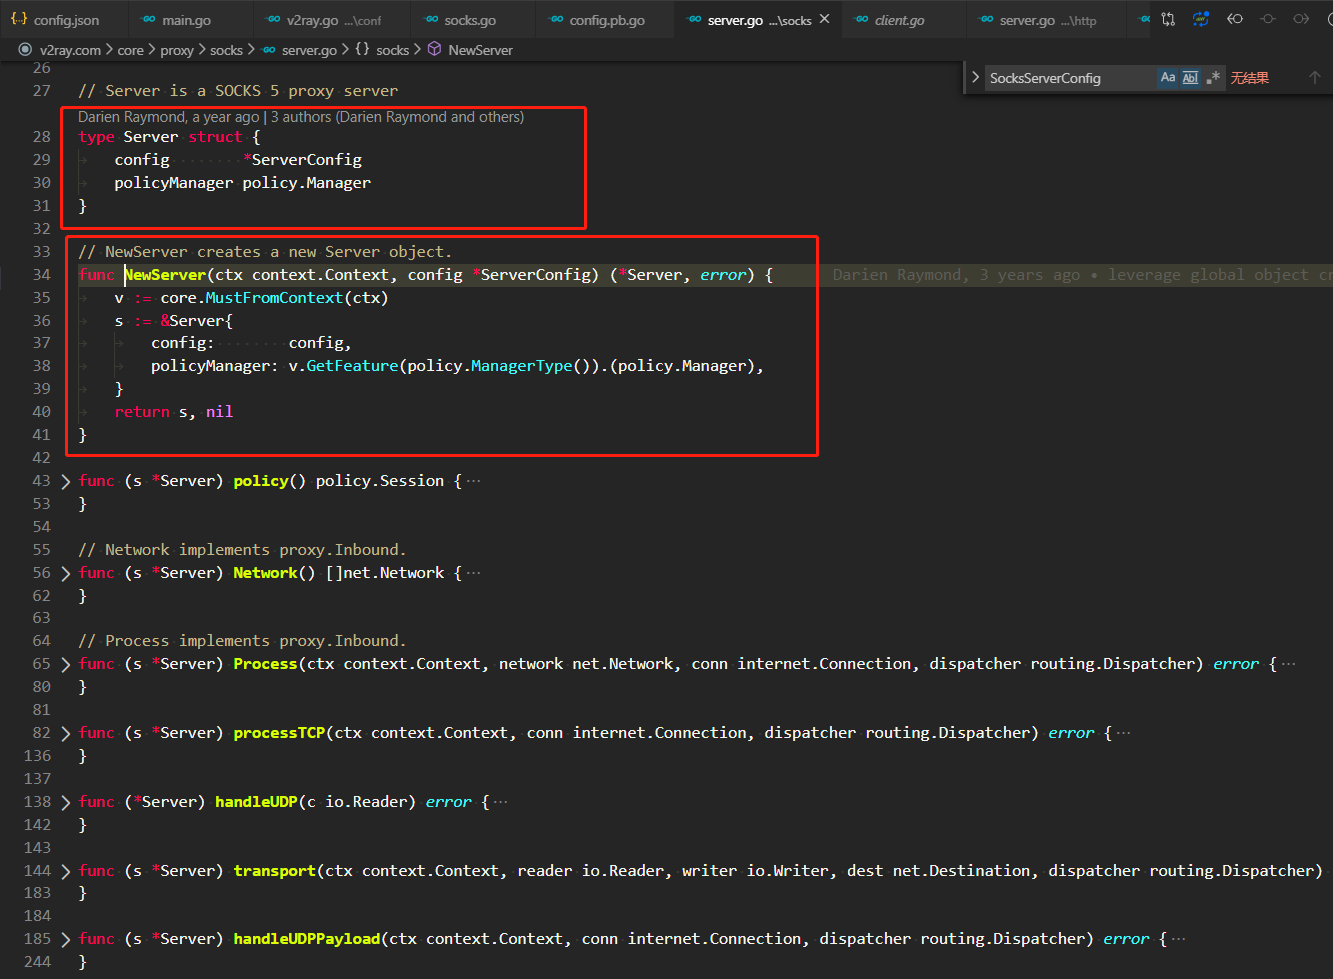 config.json main.go v2ray.go ...\conf socks.go config.pb.go server.go ...\socks client.go server.go ...\http
v2ray.com > core > proxy > socks > server.go > {} socks > NewServer
SocksServerConfig Aa Abl .* 无结果
26
27 // Server is a SOCKS 5 proxy server
Darien Raymond, a year ago | 3 authors (Darien Raymond and others)
28 type Server struct {
29 config *ServerConfig
30 policyManager policy.Manager
31 }
32
33 // NewServer creates a new Server object.
34 func NewServer(ctx context.Context, config *ServerConfig) (*Server, error) { Darien Raymond, 3 years ago • leverage global object cr
35 v := core.MustFromContext(ctx)
36 s := &Server{
37 config: config,
38 policyManager: v.GetFeature(policy.ManagerType()).(policy.Manager),
39 }
40 return s, nil
41 }
42
43 func (s *Server) policy() policy.Session { ...
53 }
54
55 // Network implements proxy.Inbound.
56 func (s *Server) Network() []net.Network { ...
62 }
63
64 // Process implements proxy.Inbound.
65 func (s *Server) Process(ctx context.Context, network net.Network, conn internet.Connection, dispatcher routing.Dispatcher) error { ...
80 }
81
82 func (s *Server) processTCP(ctx context.Context, conn internet.Connection, dispatcher routing.Dispatcher) error { ...
136 }
137
138 func (*Server) handleUDP(c io.Reader) error { ...
142 }
143
144 func (s *Server) transport(ctx context.Context, reader io.Reader, writer io.Writer, dest net.Destination, dispatcher routing.Dispatcher)
183 }
184
185 func (s *Server) handleUDPPayload(ctx context.Context, conn internet.Connection, dispatcher routing.Dispatcher) error { ...
244 }